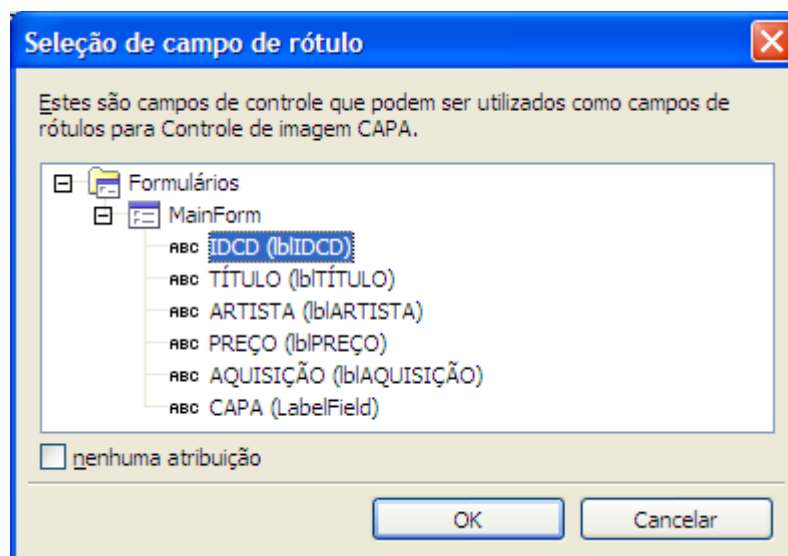 Seleção de campo de rótulo
Estes são campos de controle que podem ser utilizados como campos de
rótulos para Controle de imagem CAPA.
Formulários
MainForm
ABC IDCD (lblIDCD)
ABC TÍTULO (lblTÍTULO)
ABC ARTISTA (lblARTISTA)
ABC PREÇO (lblPREÇO)
ABC AQUISIÇÃO (lblAQUISIÇÃO)
ABC CAPA (LabelField)
nenhuma atribuição
OK Cancelar